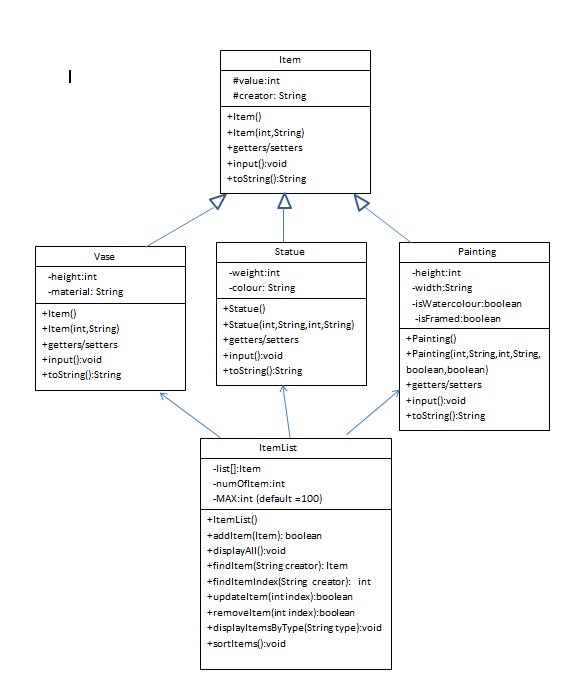 Item
#value:int
#creator: String
+Item()
+Item(int,String)
+getters/setters
+input():void
+toString():String
Vase
-height:int
-material: String
+Item()
+Item(int,String)
+getters/setters
+input():void
+toString():String
Statue
-weight:int
-colour: String
+Statue()
+Statue(int,String,int,String)
+getters/setters
+input():void
+toString():String
Painting
-height:int
-width:String
-isWatercolour:boolean
-isFramed:boolean
+Painting()
+Painting(int,String,int,String,
boolean,boolean)
+getters/setters
+input():void
+toString():String
ItemList
-list[]:Item
-numOfItem:int
-MAX:int (default =100)
+ItemList()
+addItem(Item): boolean
+displayAll():void
+findItem(String creator): Item
+findItemIndex(String creator): int
+updateItem(int index):boolean
+removeItem(int index):boolean
+displayItemsByType(String type):void
+sortItems():void